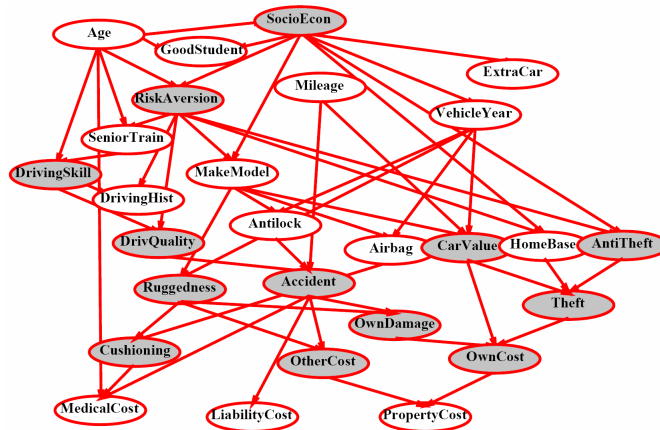 SocioEcon
Age
GoodStudent
ExtraCar
Mileage
RiskAversion
VehicleYear
SeniorTrain
DrivingSkill
MakeModel
DrivingHist
Antilock
DrivQuality
Airbag
CarValue
HomeBase
AntiTheft
Ruggedness
Accident
Theft
OwnDamage
Cushioning
OtherCost
OwnCost
MedicalCost
LiabilityCost
PropertyCost